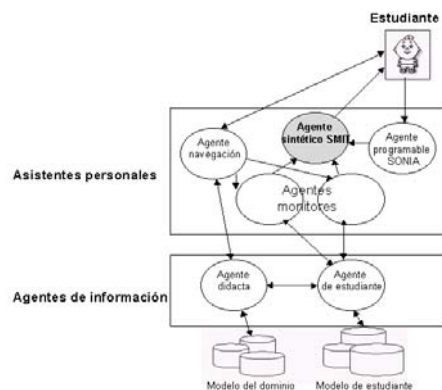 Estudiante
Agente
sintético SMIT
Agente
navegación
Agente
programable
SONIA
Asistentes personales
Agentes
monitores
Agente
didacta
Agente
de estudiante
Agentes de información
Modelo del dominio
Modelo de estudiante